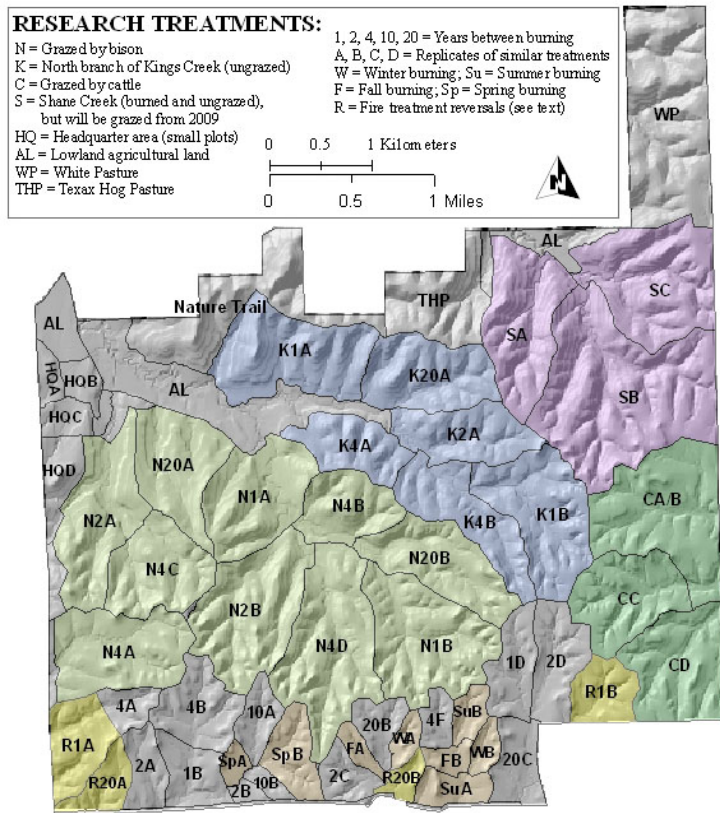 RESEARCH TREATMENTS:
N = Grazed by bison
K = North branch of Kings Creek (ungrazed)
C = Grazed by cattle
S = Shane Creek (burned and ungrazed),
but will be grazed from 2009
HQ = Headquarter area (small plots)
AL = Lowland agricultural land
WP = White Pasture
THP = Texax Hog Pasture
1, 2, 4, 10, 20 = Years between burning
A, B, C, D = Replicates of similar treatments
W = Winter burning; Su = Summer burning
F = Fall burning; Sp = Spring burning
R = Fire treatment reversals (see text)
0 0.5 1 Kilometers
0 0.5 1 Miles
N
WP
AL
SC
THP
Nature Trail
AL
SA
K1A
K20A
HQA
HQB
AL
SB
HQC
K2A
K4A
HQD
N20A
N1A
N4B
CA/B
N2A
K4B
K1B
N20B
N4C
CC
N2B
N4D
N1B
N4A
1D
2D
CD
R1B
4A
4B
10A
20B
4F
SuB
R1A
WA
SpB
FA
SpA
FB
WB
20C
2A
1B
2C
R20A
R20B
2B
10B
SuA